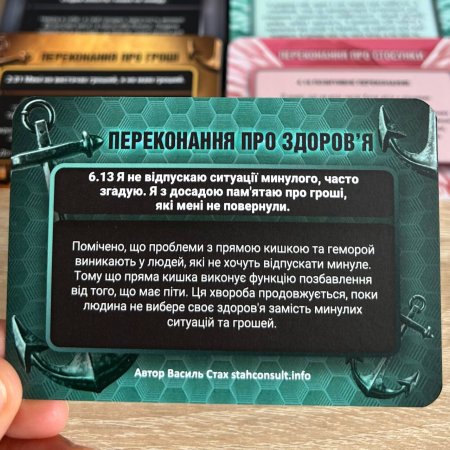 ПЕРЕКОНАННЯ ПРО ГРОШІ
ПЕРЕКОНАННЯ ПРО СТОСУНКИ
ПЕРЕКОНАННЯ ПРО ЗДОРОВ'Я
6.13 Я не відпускаю ситуації минулого, часто
згадую. Я з досадою пам'ятаю про гроші,
які мені не повернули.
Помічено, що проблеми з прямою кишкою та геморой
виникають у людей, які не хочуть відпускати минуле.
Тому що пряма кишка виконує функцію позбавлення
від того, що має піти. Ця хвороба продовжується, поки
людина не вибере своє здоров'я замість минулих
ситуацій та грошей.
Автор Василь Стах stahconsult.info